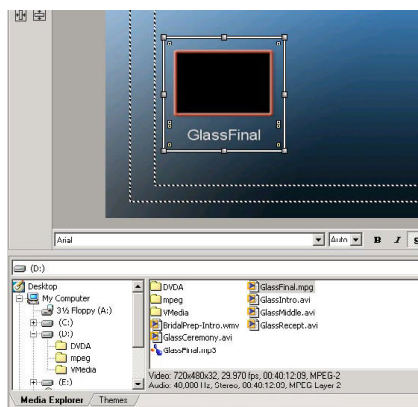 GlassFinal
Arial
Auto
B
I
S
(D:)
Desktop
My Computer
3½ Floppy (A:)
(C:)
(D:)
DVDA
mpeg
VMedia
(E:)
DVDA
mpeg
VMedia
BridalPrep-Intro.wmv
GlassCeremony.avi
GlassFinal.mp3
GlassFinal.mpg
GlassIntro.avi
GlassMiddle.avi
GlassRecept.avi
Video: 720x480x32, 29.970 fps, 00:40:12:09, MPEG-2
Audio: 40,000 Hz, Stereo, 00:40:12:09, MPEG Layer 2
Media Explorer
Themes